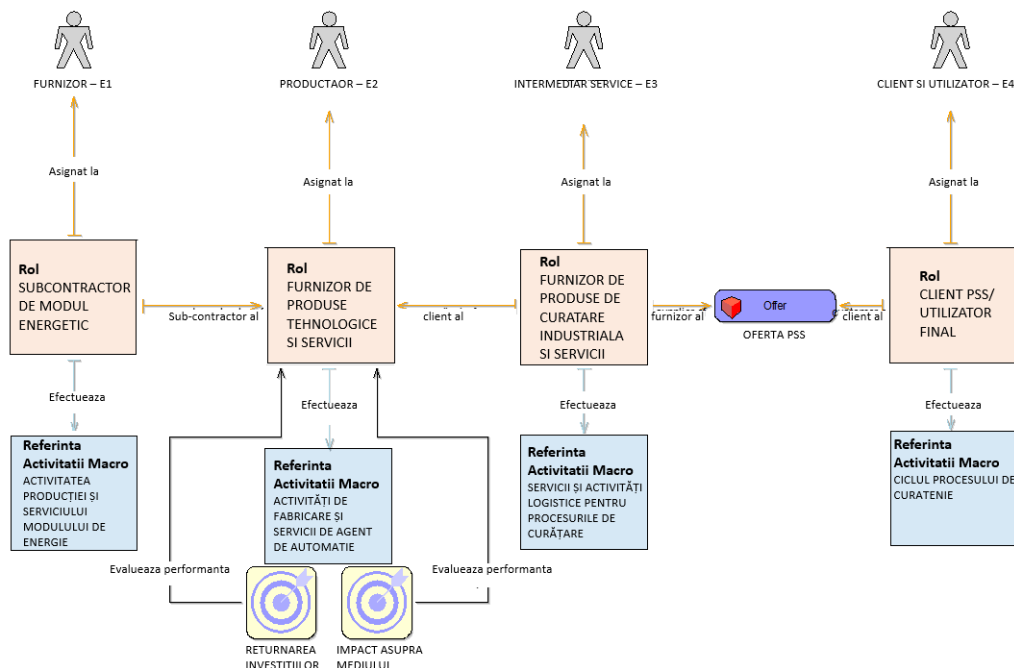 FURNIZOR – E1
PRODUCTAOR – E2
INTERMEDIAR SERVICE – E3
CLIENT SI UTILIZATOR – E4
Asignat la
Asignat la
Asignat la
Asignat la
Rol
SUBCONTRACTOR
DE MODUL
ENERGETIC
Sub-contractor al
Rol
FURNIZOR DE
PRODUSE
TEHNOLOGICE
SI SERVICII
client al
Rol
FURNIZOR DE
PRODUSE DE
CURATARE
INDUSTRIALA
SI SERVICII
furnizor al
Offer
OFERTA PSS
client al
Rol
CLIENT PSS/
UTILIZATOR
FINAL
Efectueaza
Efectueaza
Efectueaza
Efectueaza
Referinta
Activitatii Macro
ACTIVITATEA
PRODUCȚIEI ȘI
SERVICIULUI
MODULULUI DE
ENERGIE
Referinta
Activitatii Macro
ACTIVITĂȚI DE
FABRICARE ȘI
SERVICII DE AGENT
DE AUTOMATIE
Referinta
Activitatii Macro
SERVICII ȘI ACTIVITĂȚI
LOGISTICE PENTRU
PROCESURILE DE
CURĂȚARE
Referinta
Activitatii Macro
CICLUL PROCESULUI DE
CURATENIE
Evalueaza performanta
Evalueaza performanta
RETURNAREA
INVESTITIILOR
IMPACT ASUPRA
MEDIULUI